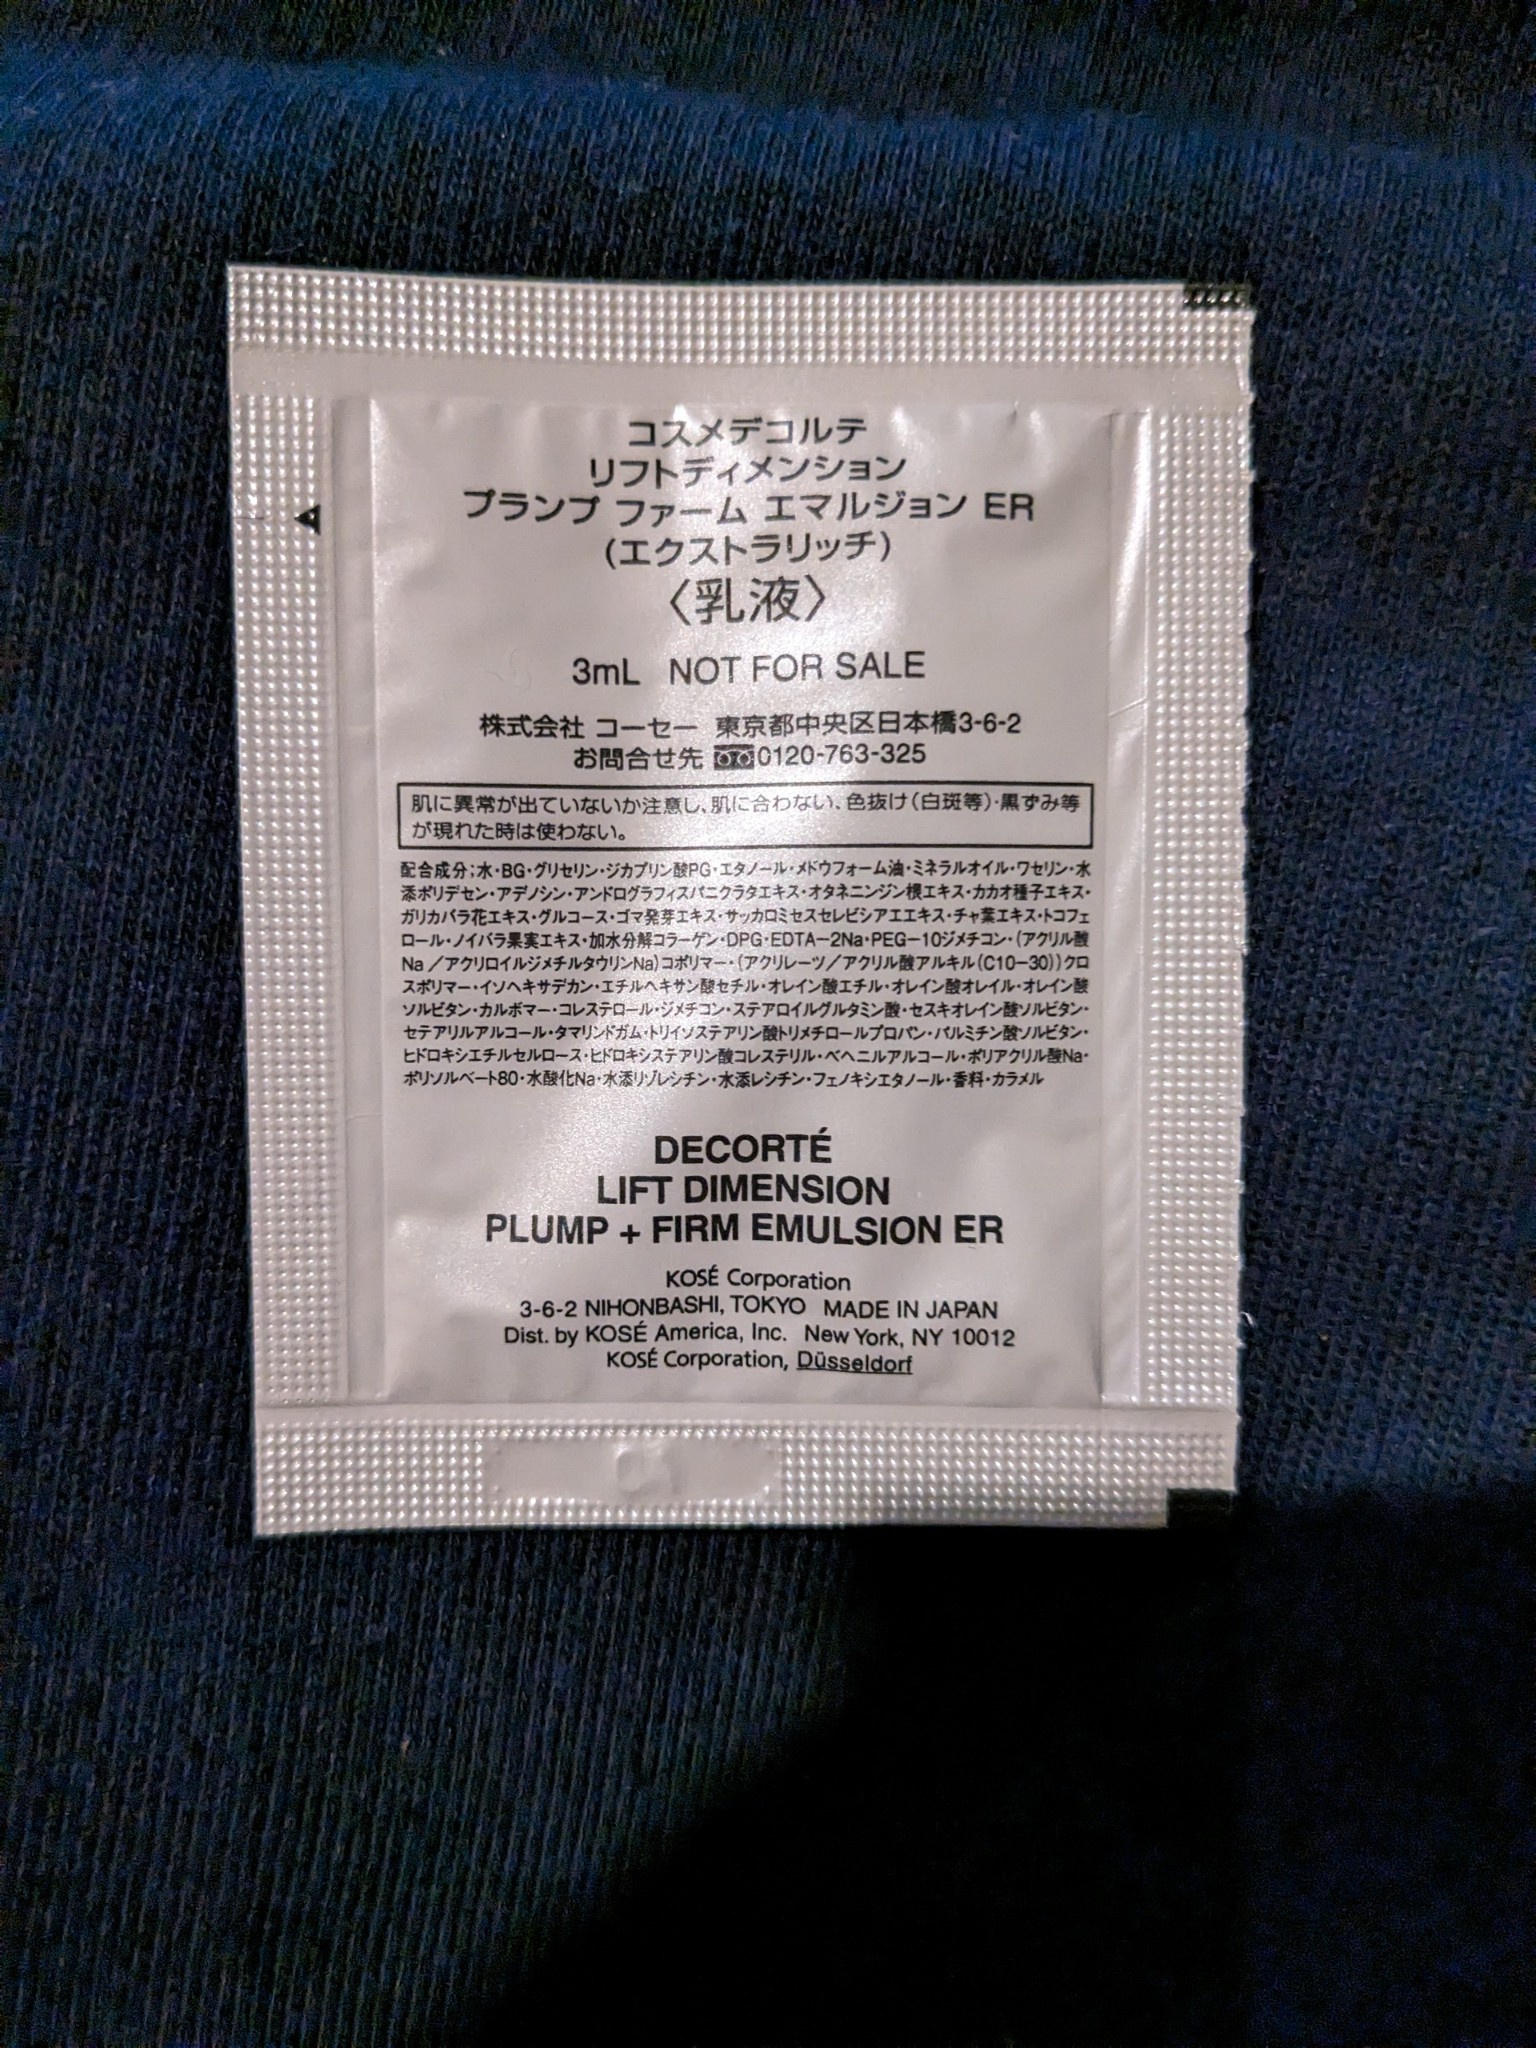 コスメデコルテ
リフトディメンション
プランプ ファーム エマルジョン ER
(エクストラリッチ)
〈乳液〉
3mL NOT FOR SALE
株式会社 コーセー 東京都中央区日本橋3-6-2
お問合せ先 0120-763-325
肌に異常が出ていないか注意し、肌に合わない、色抜け(白斑等)・黒ずみ等
が現れた時は使わない。
配合成分;水・BG・グリセリン・ジカプリン酸PG・エタノール・メドウフォーム油・ミネラルオイル・ワセリン・水
添ポリデセン・アデノシン・アンドログラフィスパニクラタエキス・オタネニンジン根エキス・カカオ種子エキス・
ガリカバラ花エキス・グルコース・ゴマ発芽エキス・サッカロミセスセレビシアエエキス・チャ葉エキス・トコフェ
ロール・ノイバラ果実エキス・加水分解コラーゲン・DPG・EDTA-2Na・PEG-10ジメチコン・(アクリル酸
Na/アクリロイルジメチルタウリンNa)コポリマー・(アクリレーツ/アクリル酸アルキル(C10-30))クロ
スポリマー・イソヘキサデカン・エチルヘキサン酸セチル・オレイン酸エチル・オレイン酸オレイル・オレイン酸
ソルビタン・カルボマー・コレステロール・ジメチコン・ステアロイルグルタミン酸・セスキオレイン酸ソルビタン・
セテアリルアルコール・タマリンドガム・トリイソステアリン酸トリメチロールプロパン・パルミチン酸ソルビタン・
ヒドロキシエチルセルロース・ヒドロキシステアリン酸コレステリル・ベヘニルアルコール・ポリアクリル酸Na・
ポリソルベート80・水酸化Na・水添リゾレシチン・水添レシチン・フェノキシエタノール・香料・カラメル
DECORTÉ
LIFT DIMENSION
PLUMP + FIRM EMULSION ER
KOSÉ Corporation
3-6-2 NIHONBASHI, TOKYO MADE IN JAPAN
Dist. by KOSÉ America, Inc. New York, NY 10012
KOSÉ Corporation, Düsseldorf